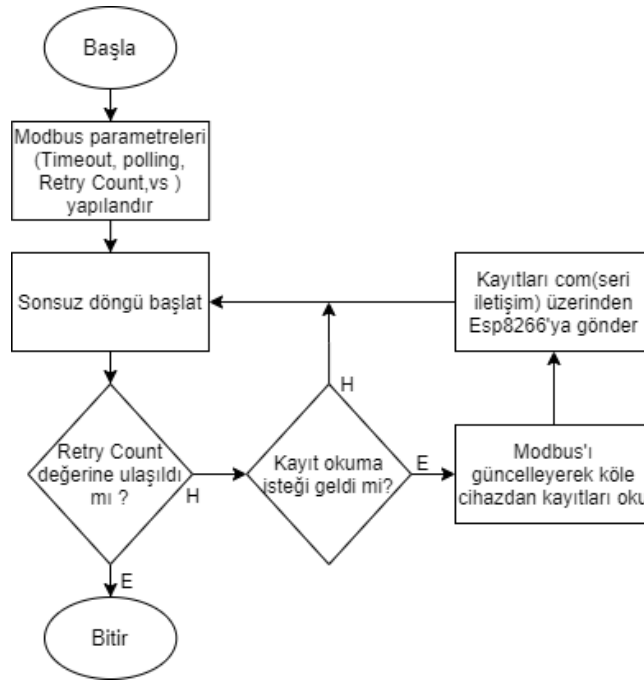 Başla
Modbus parametreleri
(Timeout, polling,
Retry Count,vs )
yapılandır
Sonsuz döngü başlat
Kayıtları com(seri
iletişim) üzerinden
Esp8266'ya gönder
H
Retry Count
değerine ulaşıldı
mı ?
H
Kayıt okuma
isteği geldi mi?
E
Modbus'ı
güncelleyerek köle
cihazdan kayıtları oku
E
Bitir